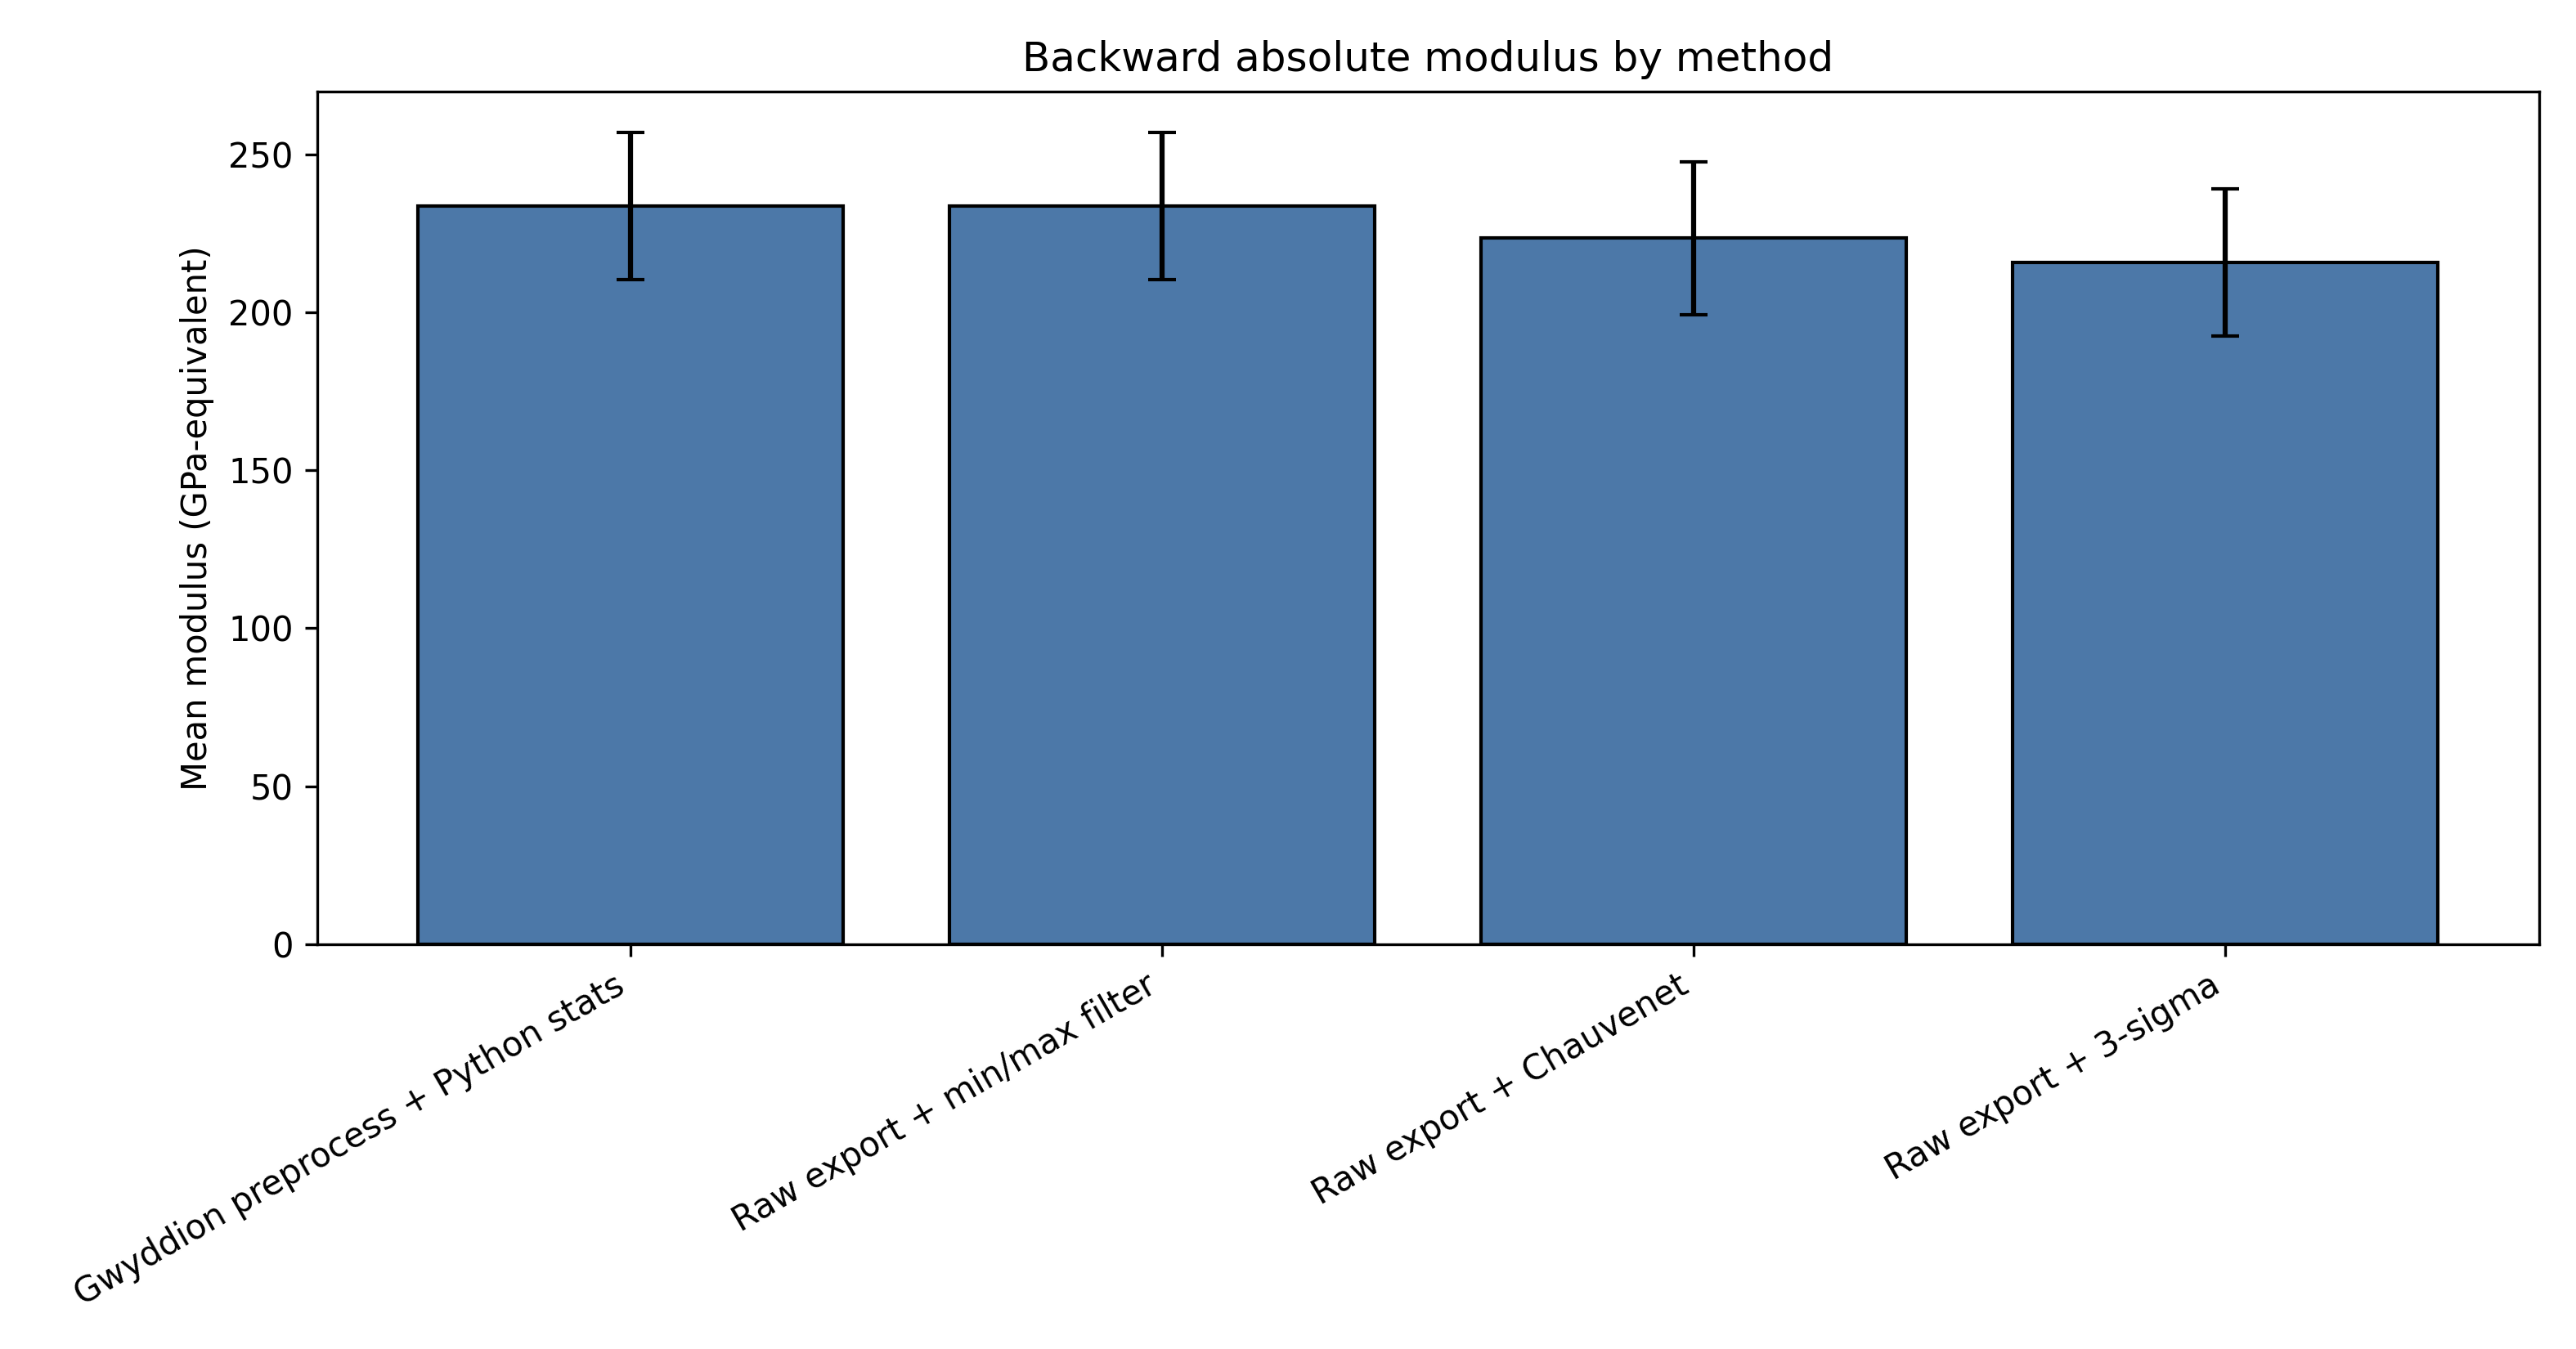 Backward absolute modulus by method
Mean modulus (GPa-equivalent)
250
200
150
100
50
0
Gwyddion preprocess + Python stats
Raw export + min/max filter
Raw export + Chauvenet
Raw export + 3-sigma